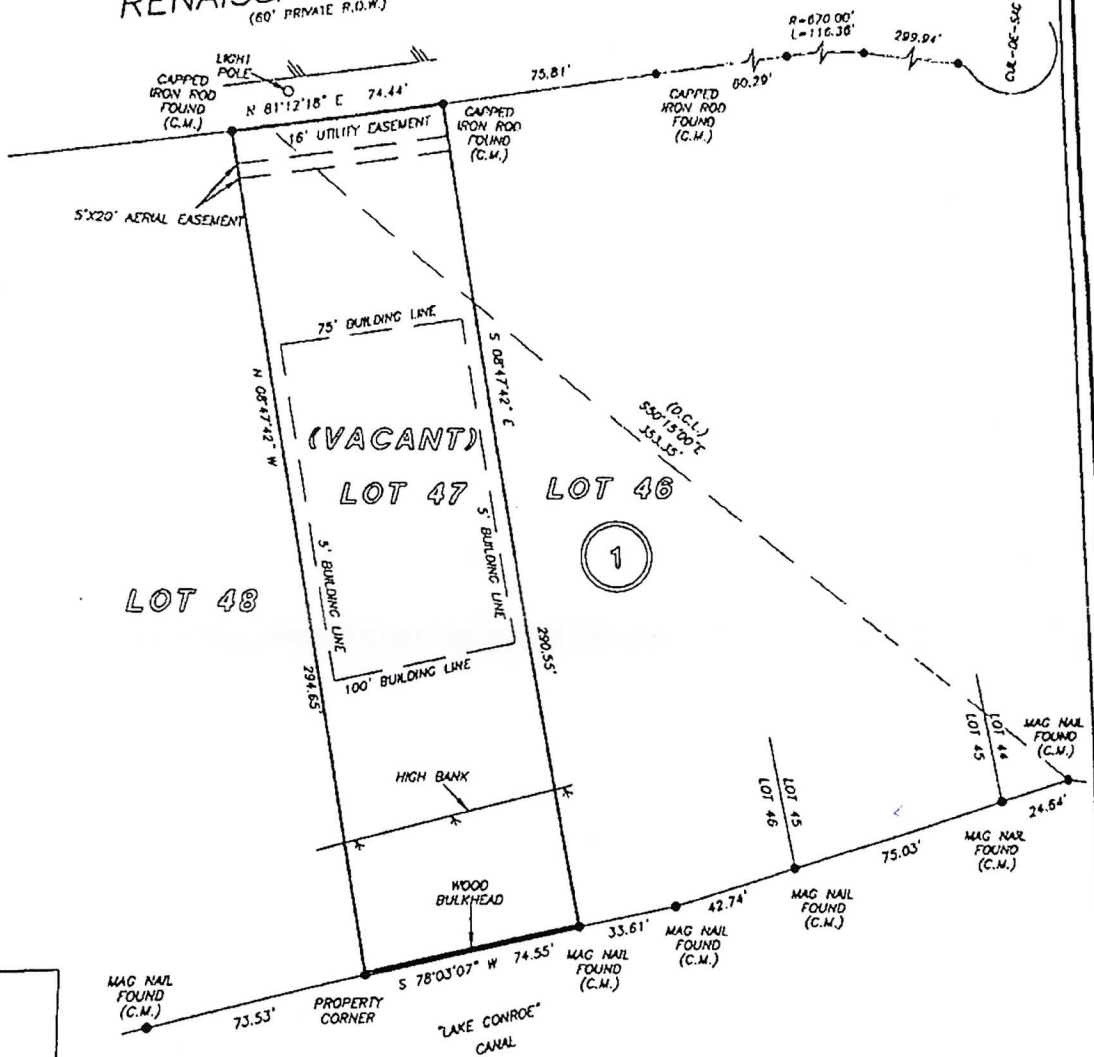 (60' PRIVATE R.O.W.)
R=670.00'
L=116.36'
299.94'
CUL-DE-SAC
LIGHT
POLE
CAPPED
IRON ROD
FOUND
(C.M.)
N 81°12'18" E 74.44'
75.81'
60.29'
CAPPED
IRON ROD
FOUND
(C.M.)
CAPPED
IRON ROD
FOUND
(C.M.)
16' UTILITY EASEMENT
5'X20' AERIAL EASEMENT
75' BUILDING LINE
N 08°47'42" W
S 08°47'42" E
(D.C.L.)
S50°15'00"E
353.35'
(VACANT)
LOT 47
LOT 46
1
5' BUILDING LINE
5' BUILDING LINE
LOT 48
294.65'
290.55'
100' BUILDING LINE
HIGH BANK
LOT 45
LOT 44
LOT 46
LOT 45
MAG NAIL
FOUND
(C.M.)
24.64'
75.03'
MAG NAIL
FOUND
(C.M.)
WOOD
BULKHEAD
42.74'
MAG NAIL
FOUND
(C.M.)
33.61'
MAG NAIL
FOUND
(C.M.)
S 78°03'07" W 74.55'
MAG NAIL
FOUND
(C.M.)
MAG NAIL
FOUND
(C.M.)
73.53'
PROPERTY
CORNER
"LAKE CONROE"
CANAL